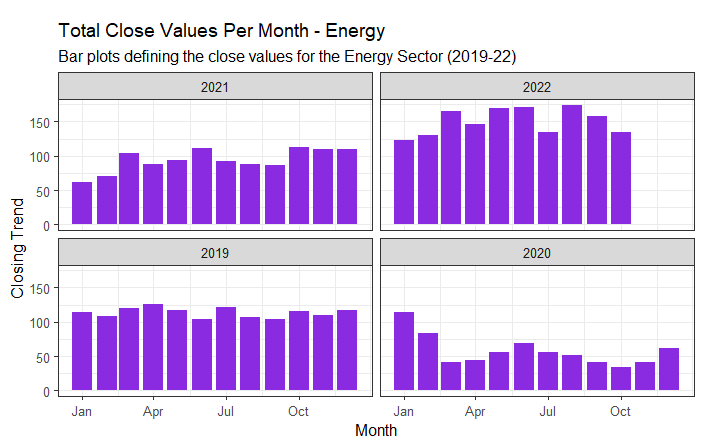 Total Close Values Per Month - Energy
Bar plots defining the close values for the Energy Sector (2019-22)
2021
2022
150
100
50
0
Closing Trend
2019
2020
150
100
50
0
Jan
Apr
Jul
Oct
Jan
Apr
Jul
Oct
Month